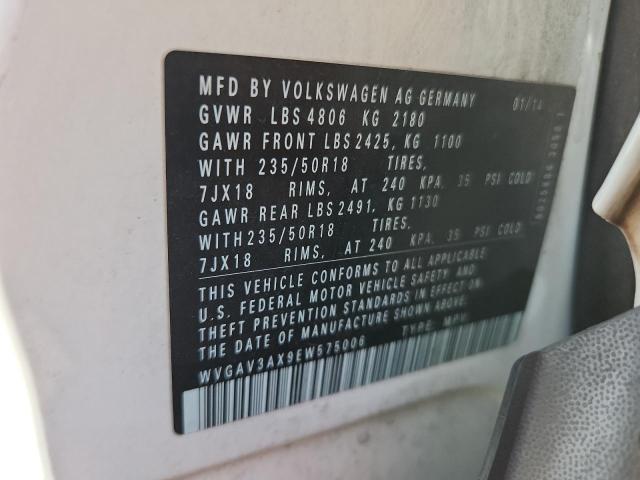 MFD BY VOLKSWAGEN AG GERMANY 01/14
GVWR LBS 4806 KG 2180
GAWR FRONT LBS 2425, KG 1100
WITH 235/50R18 TIRES,
7JX18 RIMS, AT 240 KPA, 35 PSI COLD
GAWR REAR LBS 2491, KG 1130
WITH 235/50R18 TIRES,
7JX18 RIMS, AT 240 KPA, 35 PSI COLD
THIS VEHICLE CONFORMS TO ALL APPLICABLE
U.S. FEDERAL MOTOR VEHICLE SAFETY AND
THEFT PREVENTION STANDARDS IN EFFECT ON
THE DATE OF MANUFACTURE SHOWN ABOVE.
WVGAV3AX9EW575006 TYPE: MPV